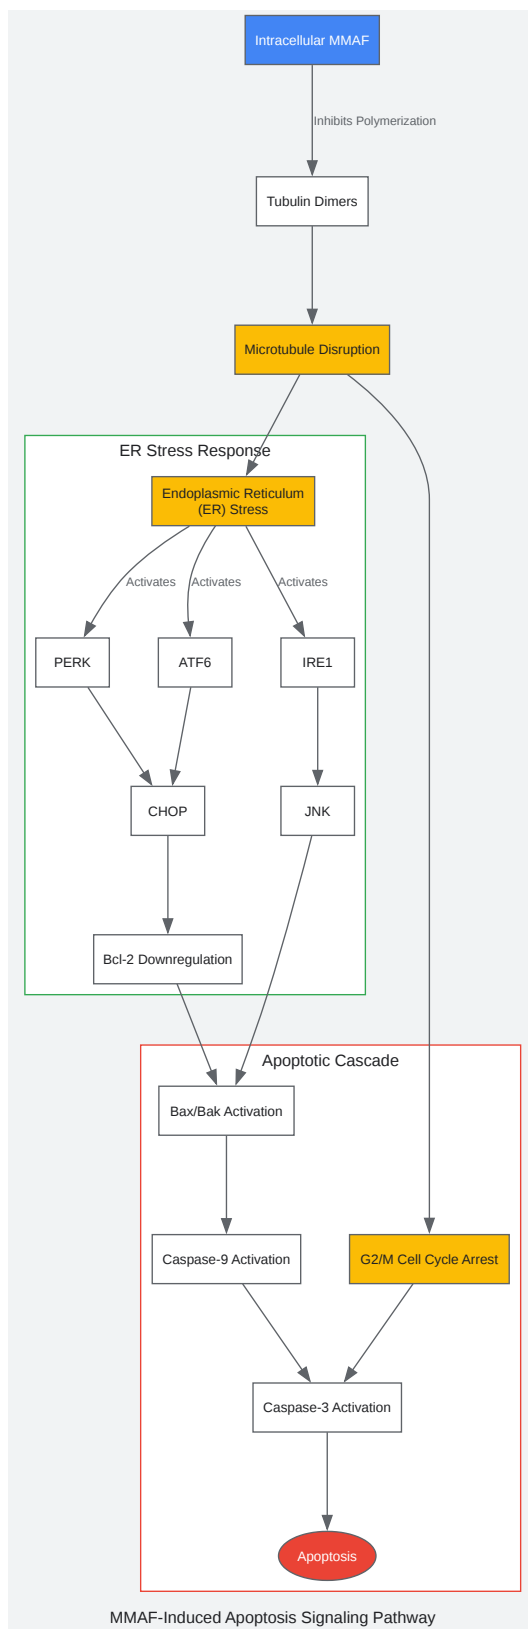 Intracellular MMAF
Inhibits Polymerization
Tubulin Dimers
Microtubule Disruption
ER Stress Response
Endoplasmic Reticulum
(ER) Stress
Activates
Activates
Activates
PERK
ATF6
IRE1
CHOP
JNK
Bcl-2 Downregulation
Apoptotic Cascade
Bax/Bak Activation
Caspase-9 Activation
G2/M Cell Cycle Arrest
Caspase-3 Activation
Apoptosis
MMAF-Induced Apoptosis Signaling Pathway